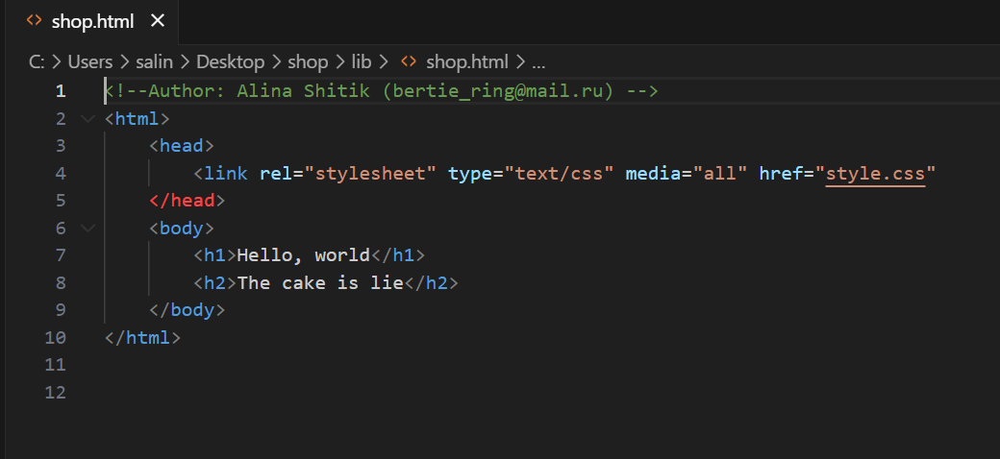 shop.html
C: > Users > salin > Desktop > shop > lib > shop.html > ...
1 <!--Author: Alina Shitik (bertie_ring@mail.ru) -->
2 <html>
3 <head>
4 <link rel="stylesheet" type="text/css" media="all" href="style.css"
5 </head>
6 <body>
7 <h1>Hello, world</h1>
8 <h2>The cake is lie</h2>
9 </body>
10 </html>
11
12